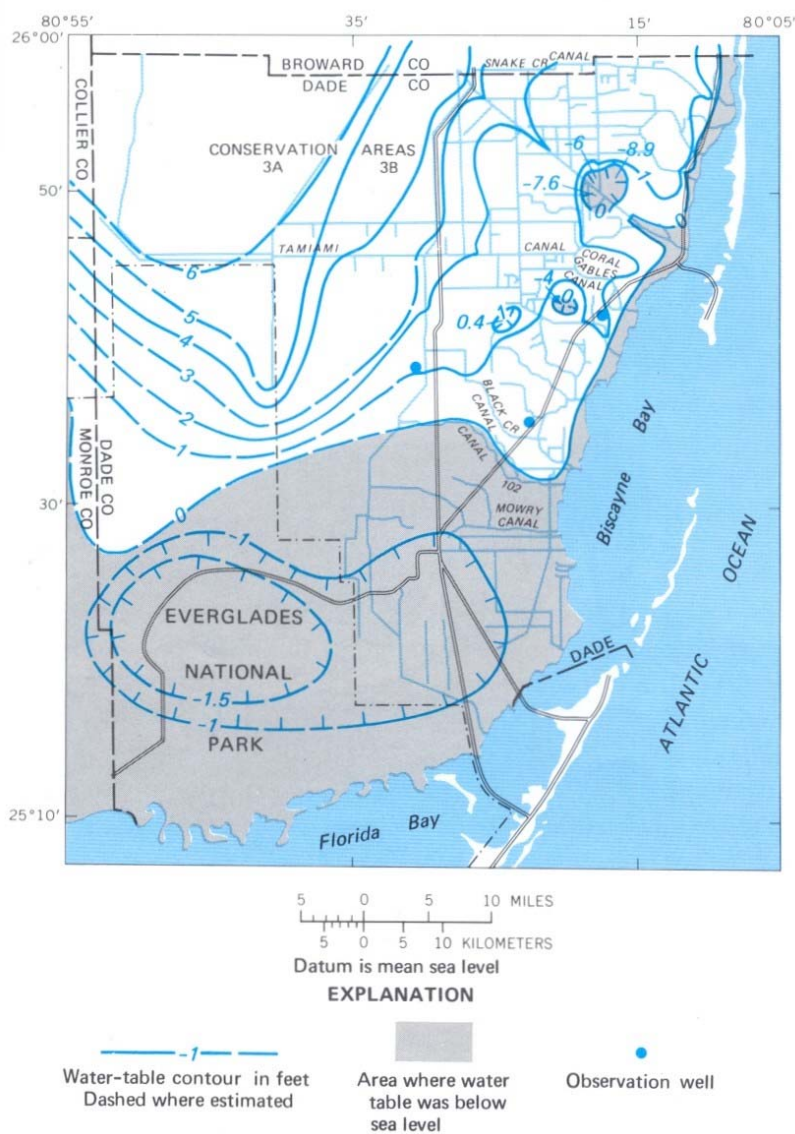 80°55' 35' 15' 80°05'
26°00'
BROWARD CO
DADE CO
SNAKE CR CANAL
COLLIER CO
CONSERVATION AREAS
3A 3B
-6 -8.9
1
50'
-7.6
0 0
TAMIAMI CANAL
CORAL
GABLES
CANAL
6
-4
0
5
0.4
4
3
2
1
BLACK CR
CANAL
DADE CO
MONROE CO
CANAL
102
MOWRY
CANAL
Biscayne Bay
30'
0
-1
ATLANTIC OCEAN
EVERGLADES
NATIONAL
PARK
-1.5
-1
DADE
25°10'
Florida Bay
5 0 5 10 MILES
5 0 5 10 KILOMETERS
Datum is mean sea level
EXPLANATION
-1
Water-table contour in feet
Dashed where estimated
Area where water
table was below
sea level
Observation well